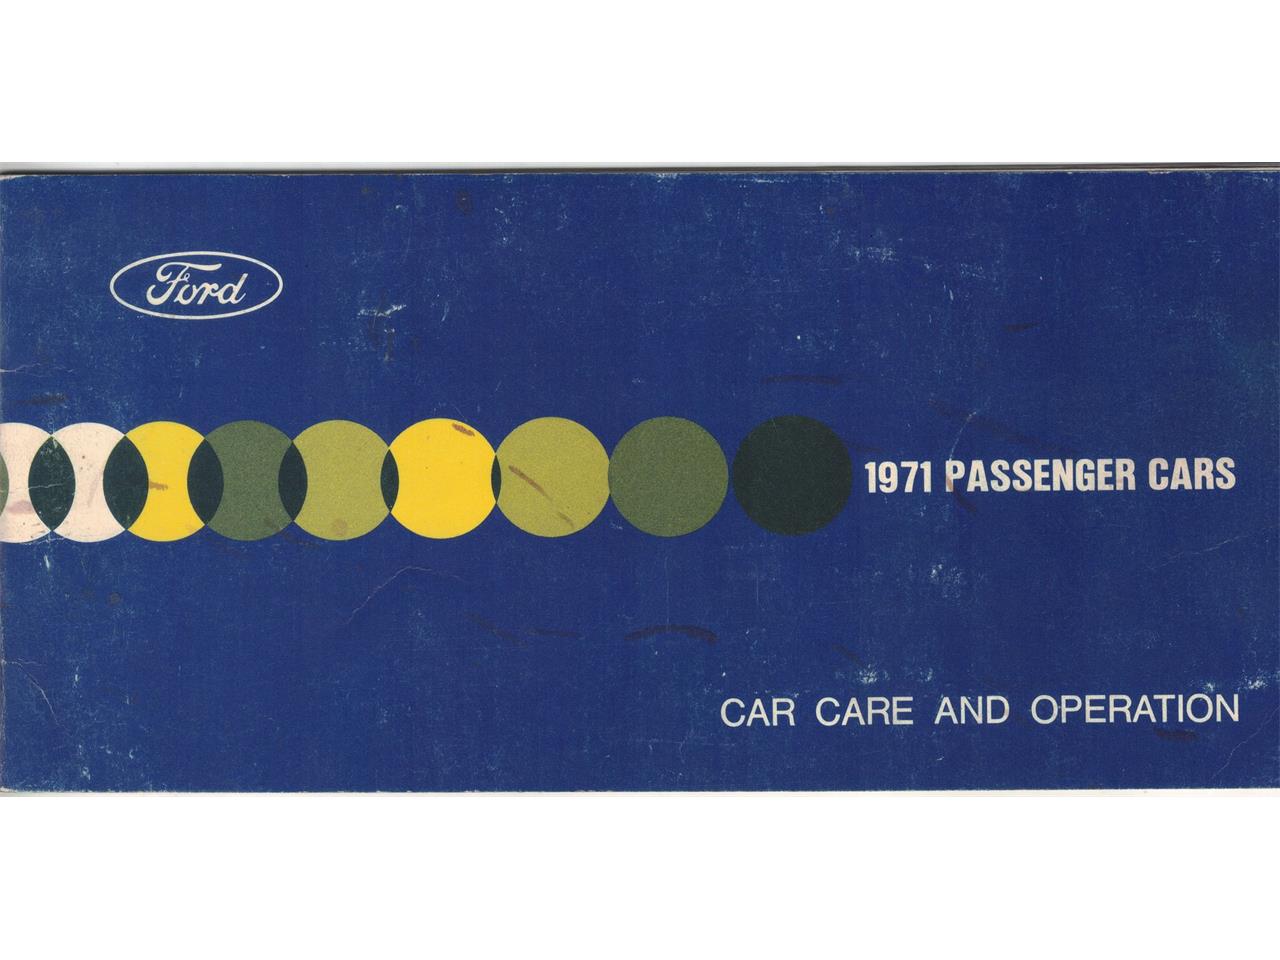 Ford
1971 PASSENGER CARS
CAR CARE AND OPERATION